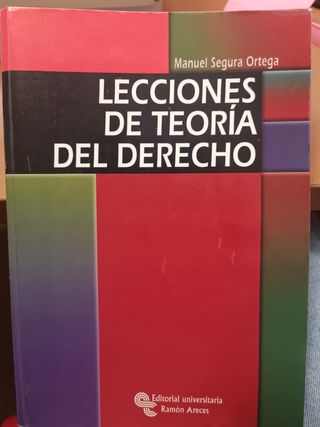 Manuel Segura Ortega
LECCIONES
DE TEORÍA
DEL DERECHO
Editorial universitaria
Ramón Areces